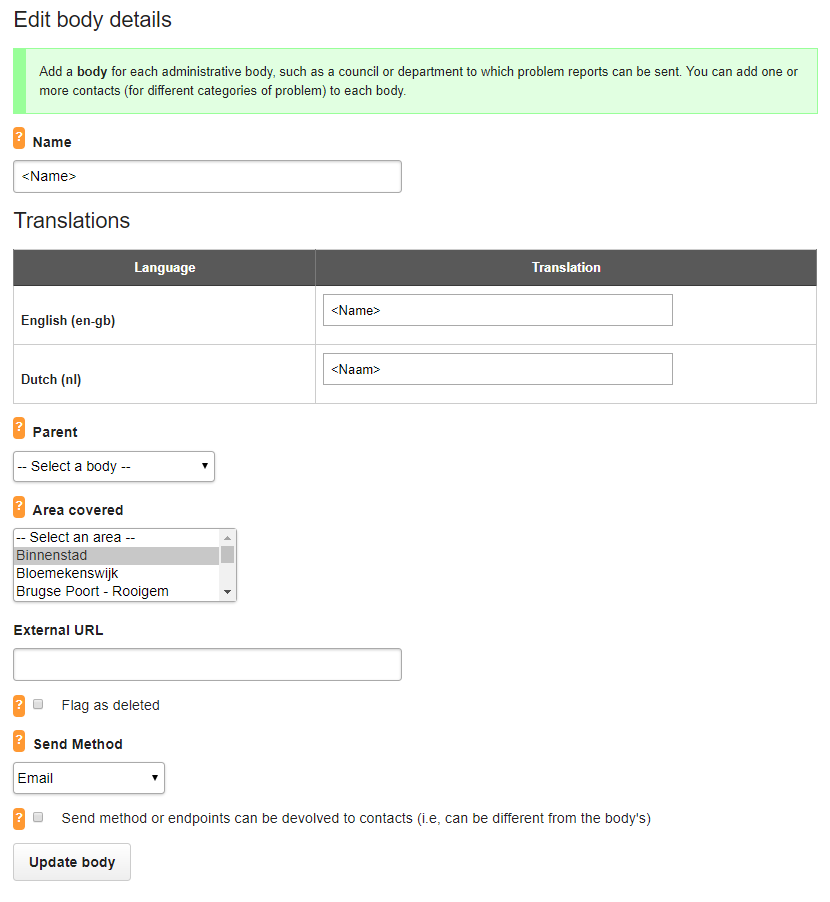 Edit body details
Add a body for each administrative body, such as a council or department to which problem reports can be sent. You can add one or
more contacts (for different categories of problem) to each body.
? Name
<Name>
Translations
Language Translation
English (en-gb) <Name>
Dutch (nl) <Naam>
? Parent
-- Select a body --
? Area covered
-- Select an area --
Binnenstad
Bloemekenswijk
Brugse Poort - Rooigem
External URL
? Flag as deleted
? Send Method
Email
? Send method or endpoints can be devolved to contacts (i.e, can be different from the body's)
Update body